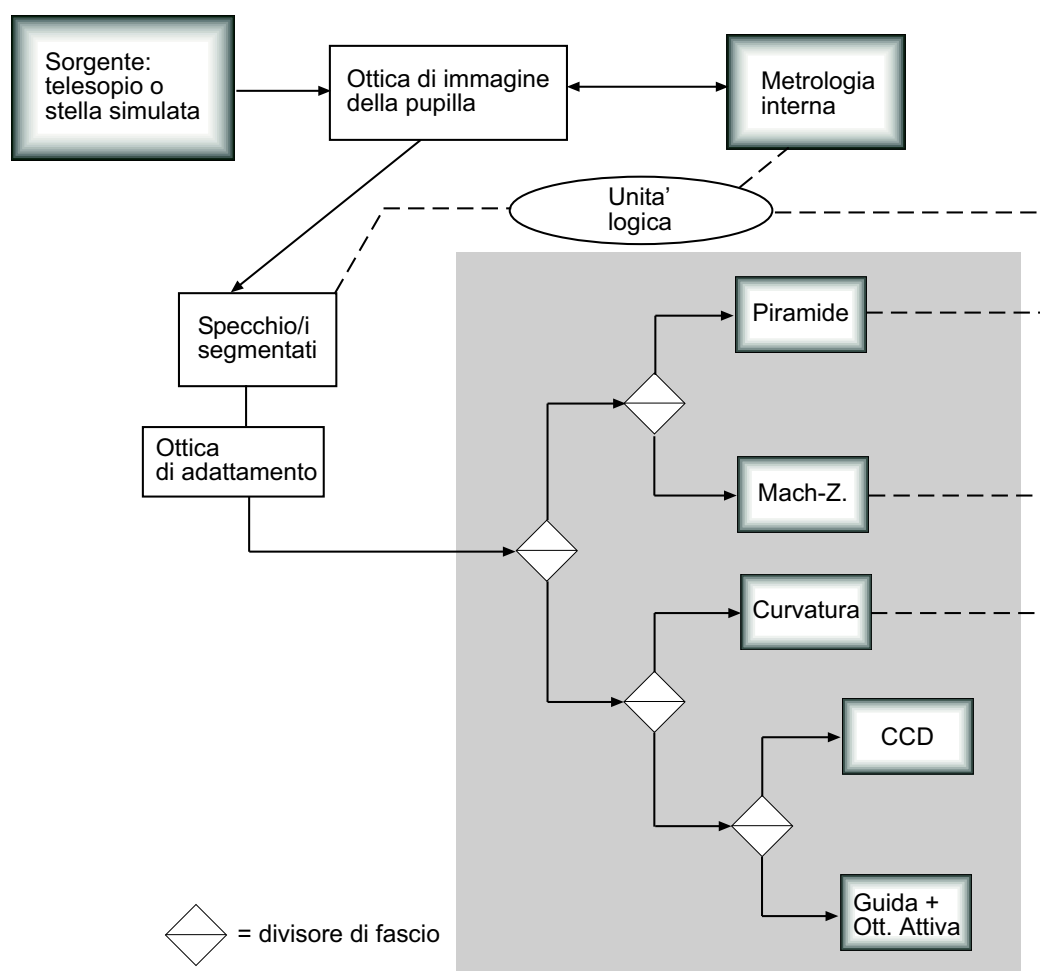 Sorgente:
telesopio o
stella simulata
Ottica di immagine
della pupilla
Metrologia
interna
Unita'
logica
Specchio/i
segmentati
Ottica
di adattamento
Piramide
Mach-Z.
Curvatura
CCD
Guida +
Ott. Attiva
= divisore di fascio